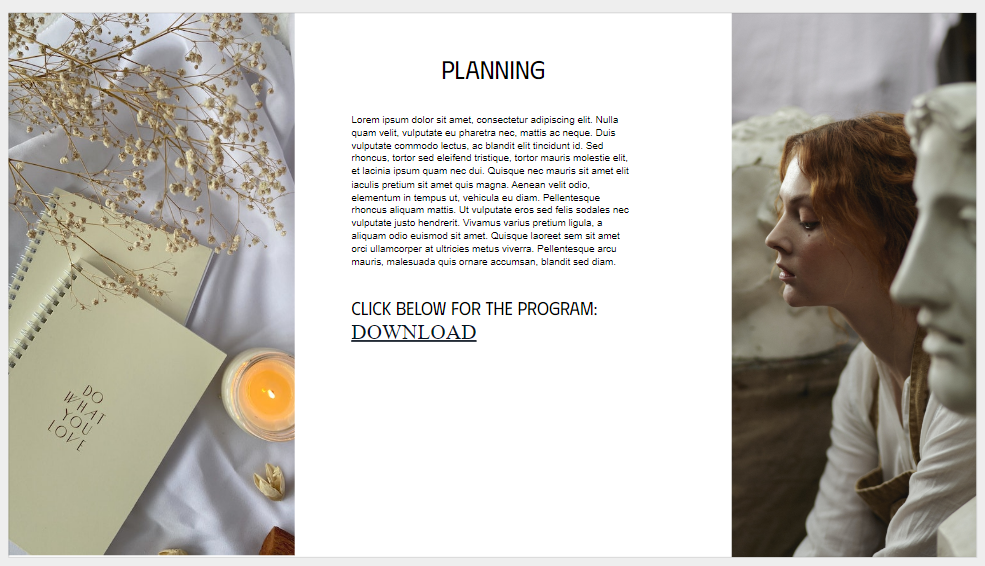 PLANNING
Lorem ipsum dolor sit amet, consectetur adipiscing elit. Nulla
quam velit, vulputate eu pharetra nec, mattis ac neque. Duis
vulputate commodo lectus, ac blandit elit tincidunt id. Sed
rhoncus, tortor sed eleifend tristique, tortor mauris molestie elit,
et lacinia ipsum quam nec dui. Quisque nec mauris sit amet elit
iaculis pretium sit amet quis magna. Aenean velit odio,
elementum in tempus ut, vehicula eu diam. Pellentesque
rhoncus aliquam mattis. Ut vulputate eros sed felis sodales nec
vulputate justo hendrerit. Vivamus varius pretium ligula, a
aliquam odio euismod sit amet. Quisque laoreet sem sit amet
orci ullamcorper at ultricies metus viverra. Pellentesque arcu
mauris, malesuada quis ornare accumsan, blandit sed diam.
CLICK BELOW FOR THE PROGRAM:
DOWNLOAD
DO
WHAT
YOU
LOVE